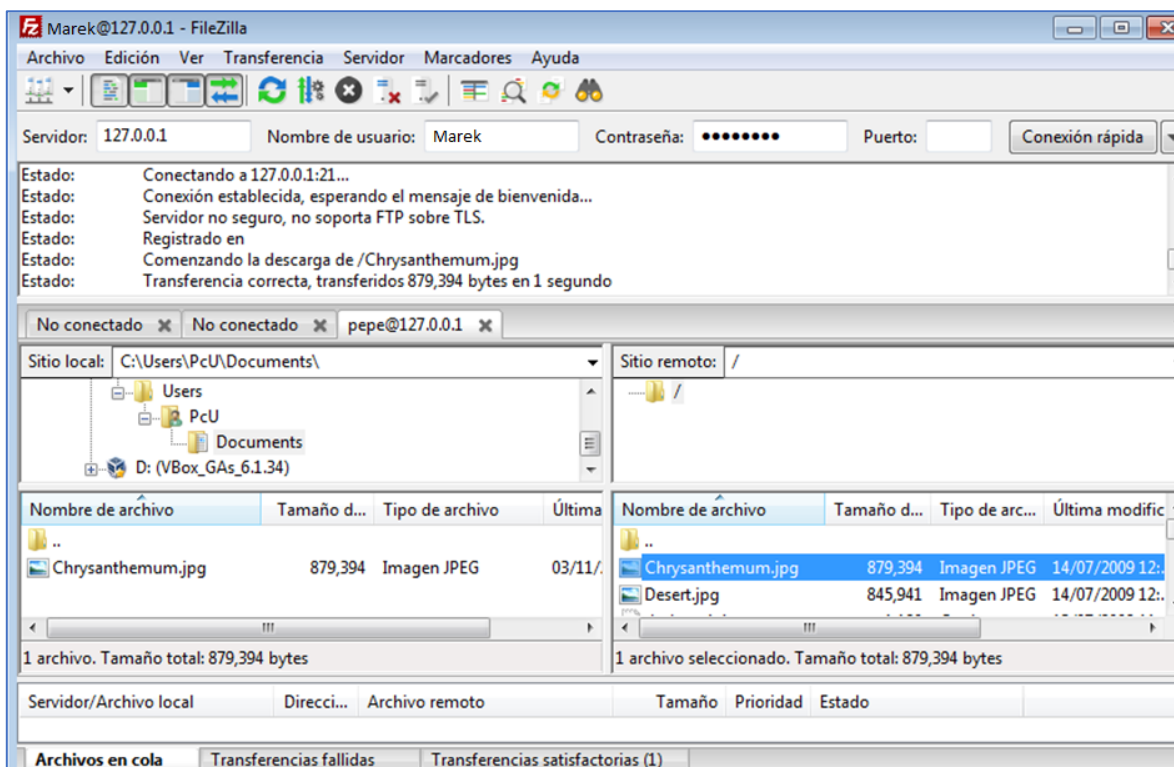 Marek@127.0.0.1 - FileZilla
Archivo Edición Ver Transferencia Servidor Marcadores Ayuda
Servidor: 127.0.0.1 Nombre de usuario: Marek Contraseña: ●●●●●●●● Puerto: Conexión rápida
Estado: Conectando a 127.0.0.1:21...
Estado: Conexión establecida, esperando el mensaje de bienvenida...
Estado: Servidor no seguro, no soporta FTP sobre TLS.
Estado: Registrado en
Estado: Comenzando la descarga de /Chrysanthemum.jpg
Estado: Transferencia correcta, transferidos 879,394 bytes en 1 segundo
No conectado No conectado pepe@127.0.0.1
Sitio local: C:\Users\PcU\Documents\ Sitio remoto: /
Users /
PcU
Documents
D: (VBox_GAs_6.1.34)
Nombre de archivo Tamaño d... Tipo de archivo Última Nombre de archivo Tamaño d... Tipo de arc... Última modific
.. ..
Chrysanthemum.jpg 879,394 Imagen JPEG 03/11/. Chrysanthemum.jpg 879,394 Imagen JPEG 14/07/2009 12:.
Desert.jpg 845,941 Imagen JPEG 14/07/2009 12:.
1 archivo. Tamaño total: 879,394 bytes 1 archivo seleccionado. Tamaño total: 879,394 bytes
Servidor/Archivo local Direcci... Archivo remoto Tamaño Prioridad Estado
Archivos en cola Transferencias fallidas Transferencias satisfactorias (1)